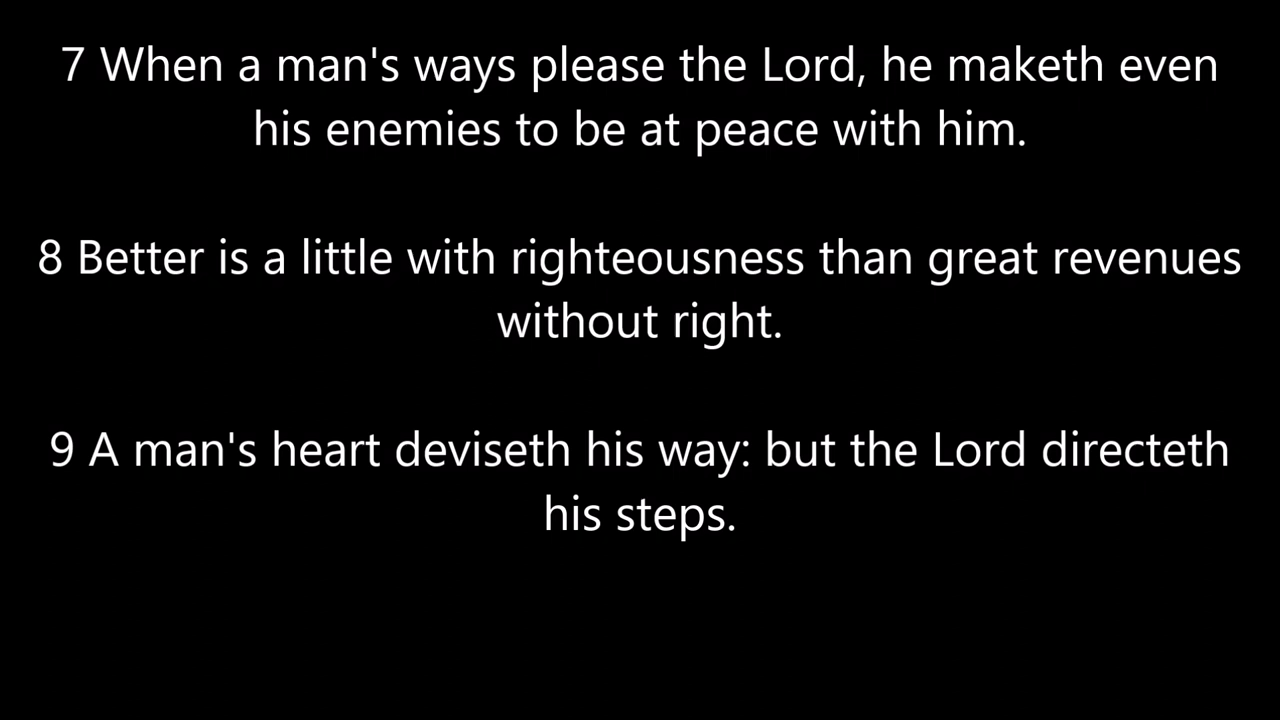 7 When a man's ways please the Lord, he maketh even
his enemies to be at peace with him.
8 Better is a little with righteousness than great revenues
without right.
9 A man's heart deviseth his way: but the Lord directeth
his steps.